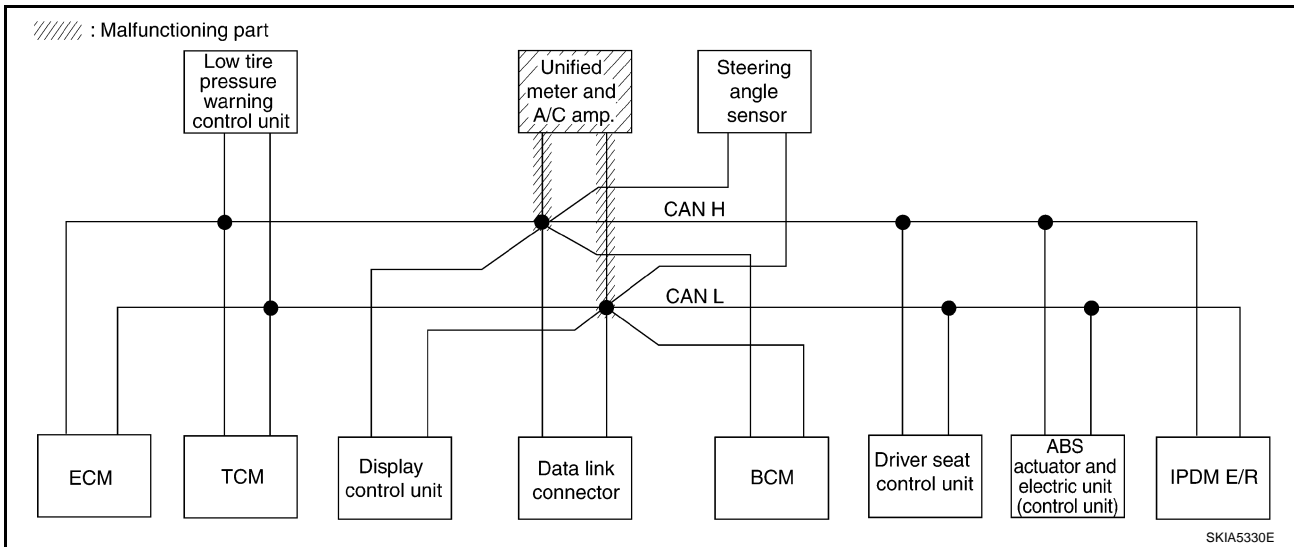 : Malfunctioning part
Low tire
pressure
warning
control unit
Unified
meter and
A/C amp.
Steering
angle
sensor
CAN H
CAN L
ECM
TCM
Display
control unit
Data link
connector
BCM
Driver seat
control unit
ABS
actuator and
electric unit
(control unit)
IPDM E/R
SKIA5330E